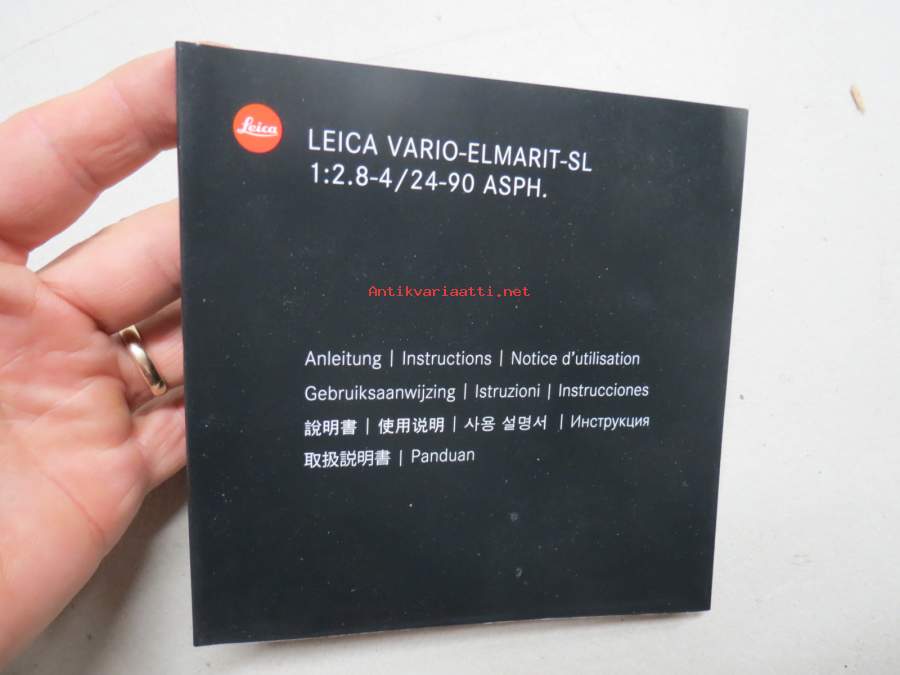 Leica
LEICA VARIO-ELMARIT-SL
1:2.8-4/24-90 ASPH.
Antikvariaatti.net
Anleitung | Instructions | Notice d'utilisation
Gebruiksaanwijzing | Istruzioni | Instrucciones
說明書 | 使用说明 | 사용 설명서 | Инструкция
取扱説明書 | Panduan